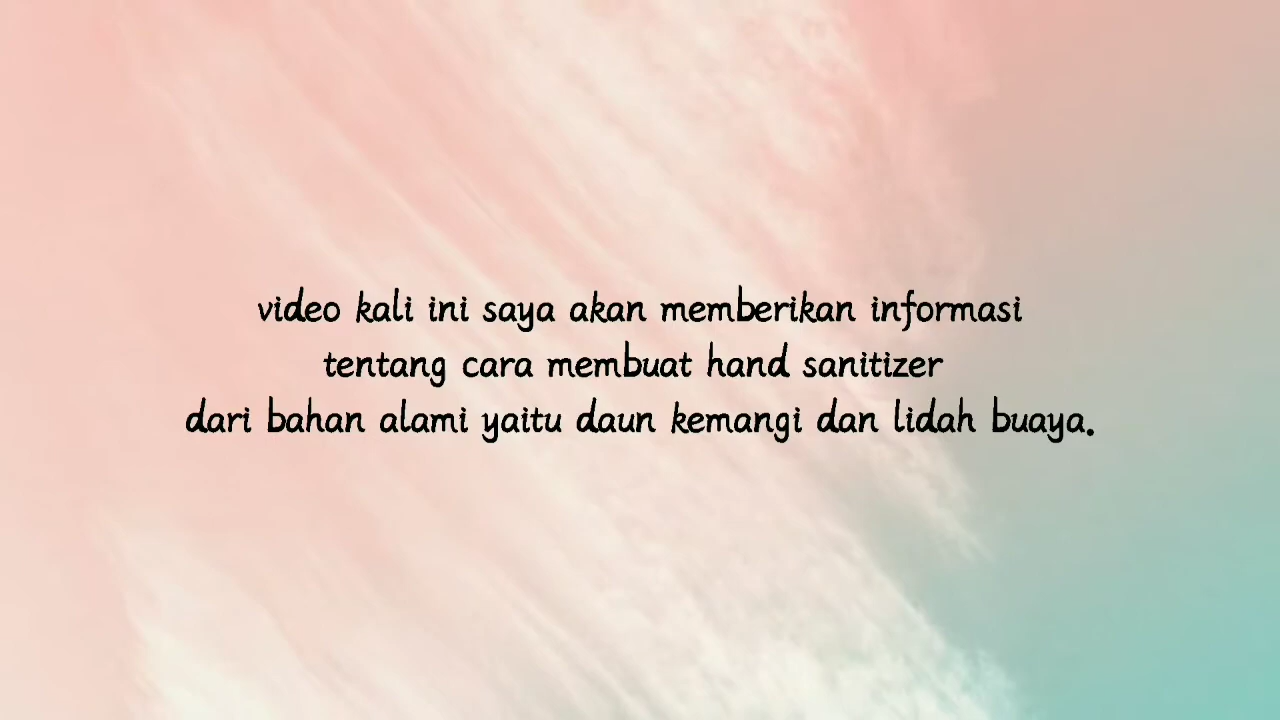 video kali ini saya akan memberikan informasi
tentang cara membuat hand sanitizer
dari bahan alami yaitu daun kemangi dan lidah buaya.